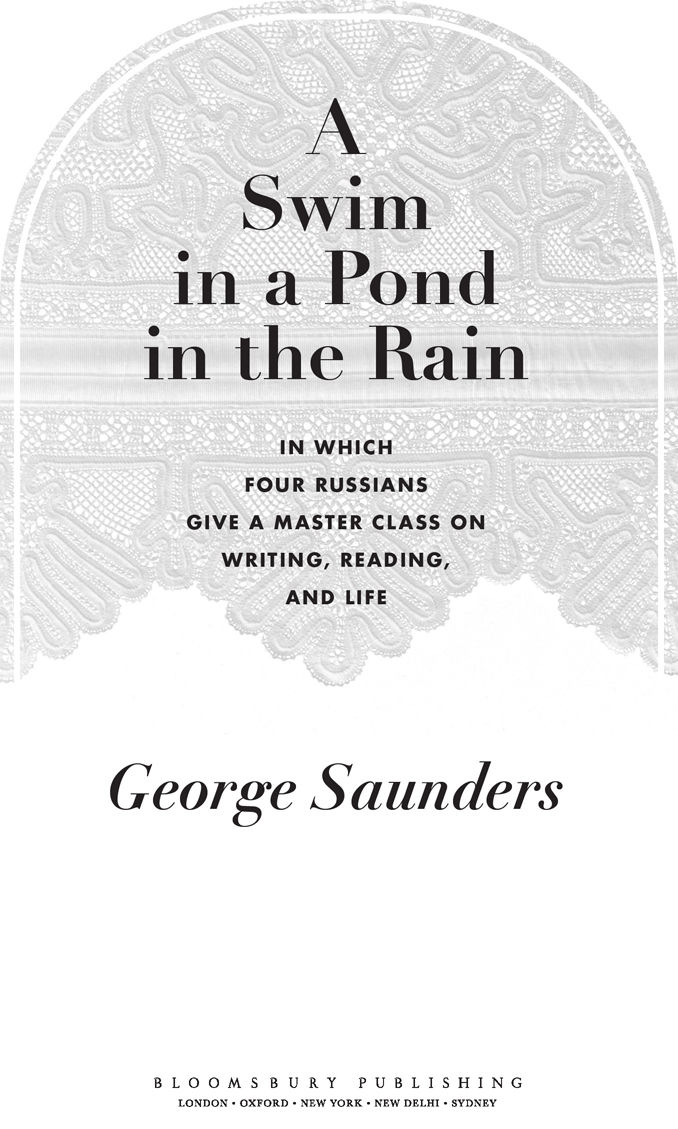 A
Swim
in a Pond
in the Rain
IN WHICH
FOUR RUSSIANS
GIVE A MASTER CLASS ON
WRITING, READING,
AND LIFE
George Saunders
BLOOMSBURY PUBLISHING
LONDON • OXFORD • NEW YORK • NEW DELHI • SYDNEY